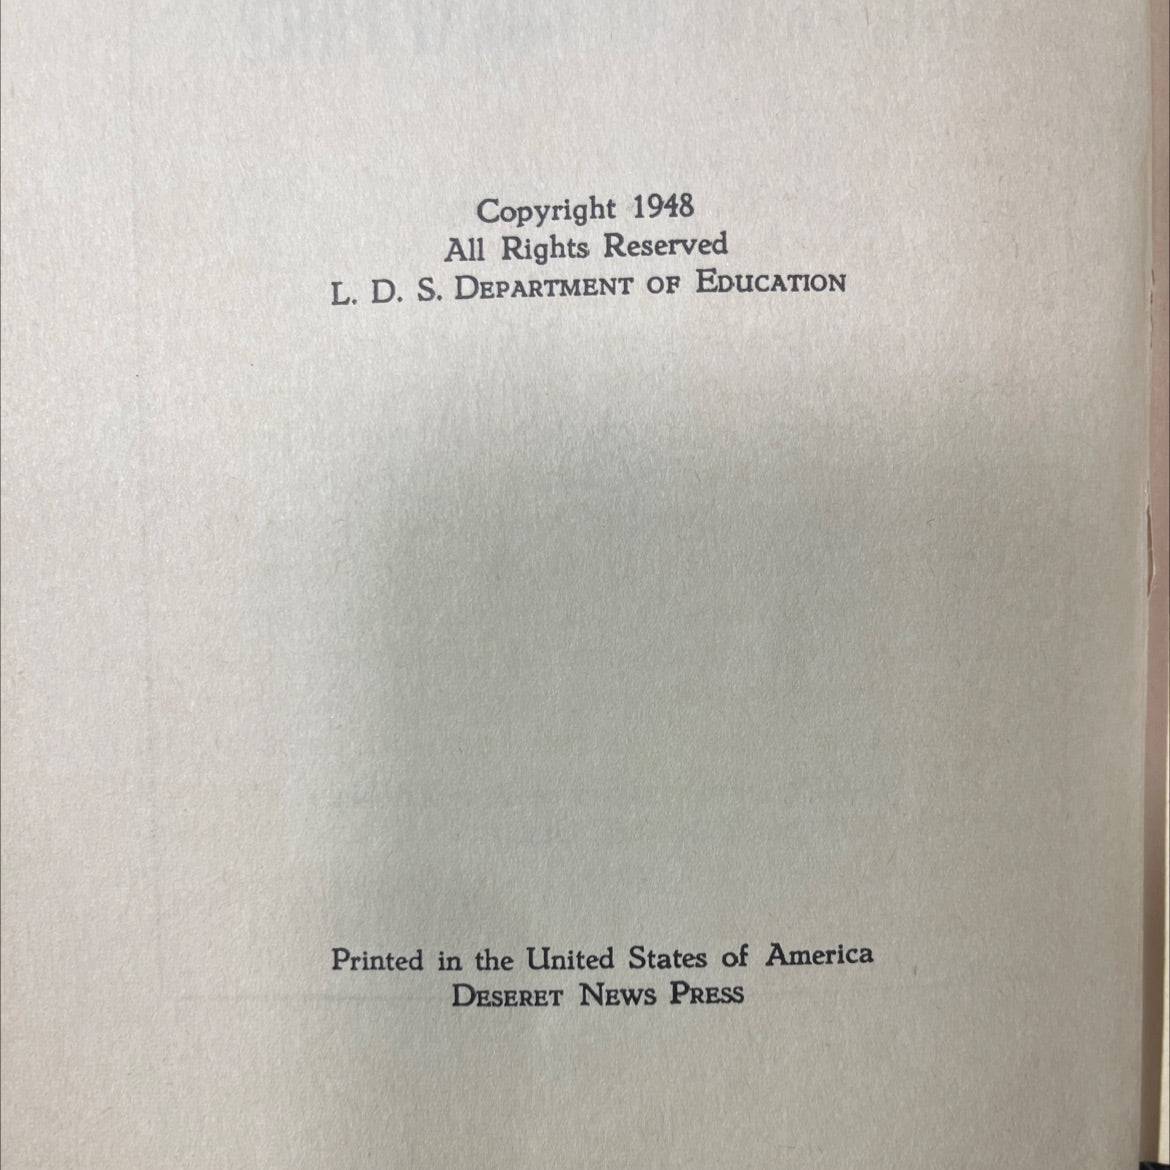 Copyright 1948
All Rights Reserved
L. D. S. DEPARTMENT OF EDUCATION
Printed in the United States of America
DESERET NEWS PRESS